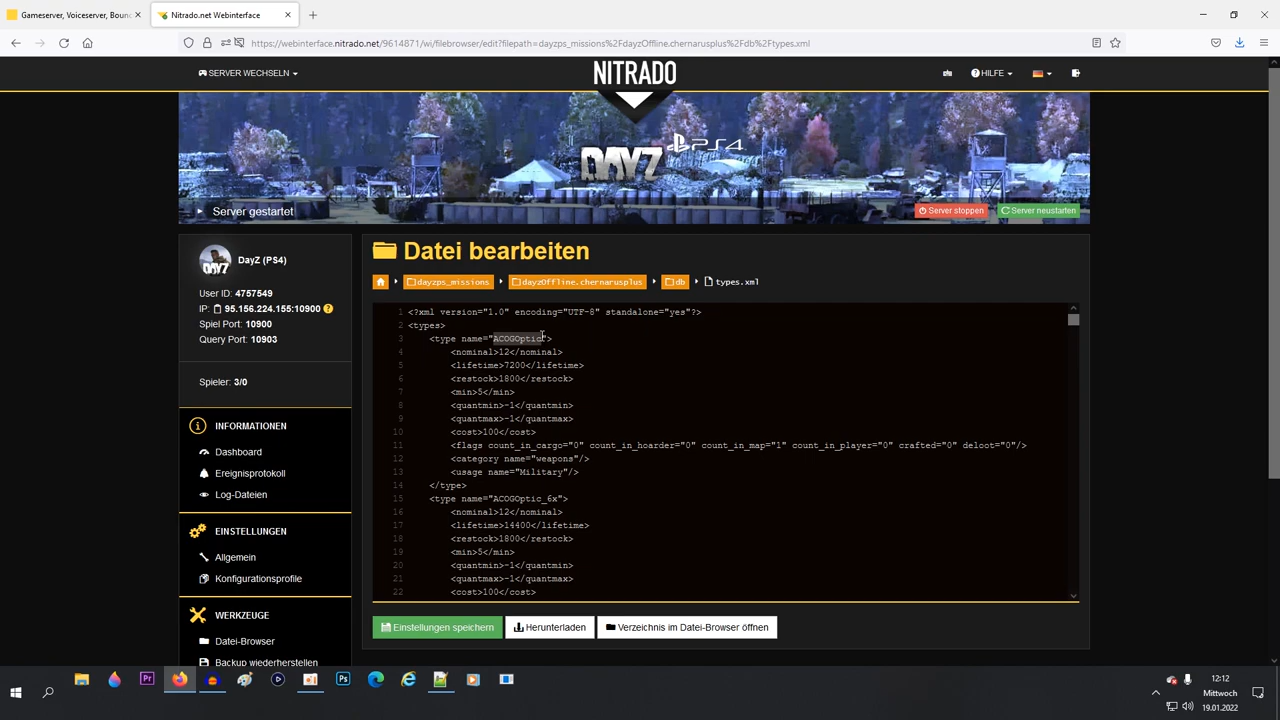 Gameserver, Voiceserver, Boun
Nitrado.net Webinterface
https://webinterface.nitrado.net/9614871/wi/filebrowser/edit?filepath=dayzps_missions%2FdayzOffline.chernarusplus%2Fdb%2Ftypes.xml
SERVER WECHSELN
NITRADO
HILFE
DAYZ PS4
Server gestartet
Server stoppen
Server neustarten
DAYZ
DayZ (PS4)
User ID: 4757549
IP: 95.156.224.155:10900
Spiel Port: 10900
Query Port: 10903
Spieler: 3/0
INFORMATIONEN
Dashboard
Ereignisprotokoll
Log-Dateien
EINSTELLUNGEN
Allgemein
Konfigurationsprofile
WERKZEUGE
Datei-Browser
Backup wiederherstellen
Datei bearbeiten
dayzps_missions dayzOffline.chernarusplus db types.xml
1 <?xml version="1.0" encoding="UTF-8" standalone="yes"?>
2 <types>
3 <type name="ACOGOptic">
4 <nominal>12</nominal>
5 <lifetime>7200</lifetime>
6 <restock>1800</restock>
7 <min>5</min>
8 <quantmin>-1</quantmin>
9 <quantmax>-1</quantmax>
10 <cost>100</cost>
11 <flags count_in_cargo="0" count_in_hoarder="0" count_in_map="1" count_in_player="0" crafted="0" deloot="0"/>
12 <category name="weapons"/>
13 <usage name="Military"/>
14 </type>
15 <type name="ACOGOptic_6x">
16 <nominal>12</nominal>
17 <lifetime>14400</lifetime>
18 <restock>1800</restock>
19 <min>5</min>
20 <quantmin>-1</quantmin>
21 <quantmax>-1</quantmax>
22 <cost>100</cost>
Einstellungen speichern
Herunterladen
Verzeichnis im Datei-Browser öffnen
Pr
Ps
12:12
Mittwoch
19.01.2022